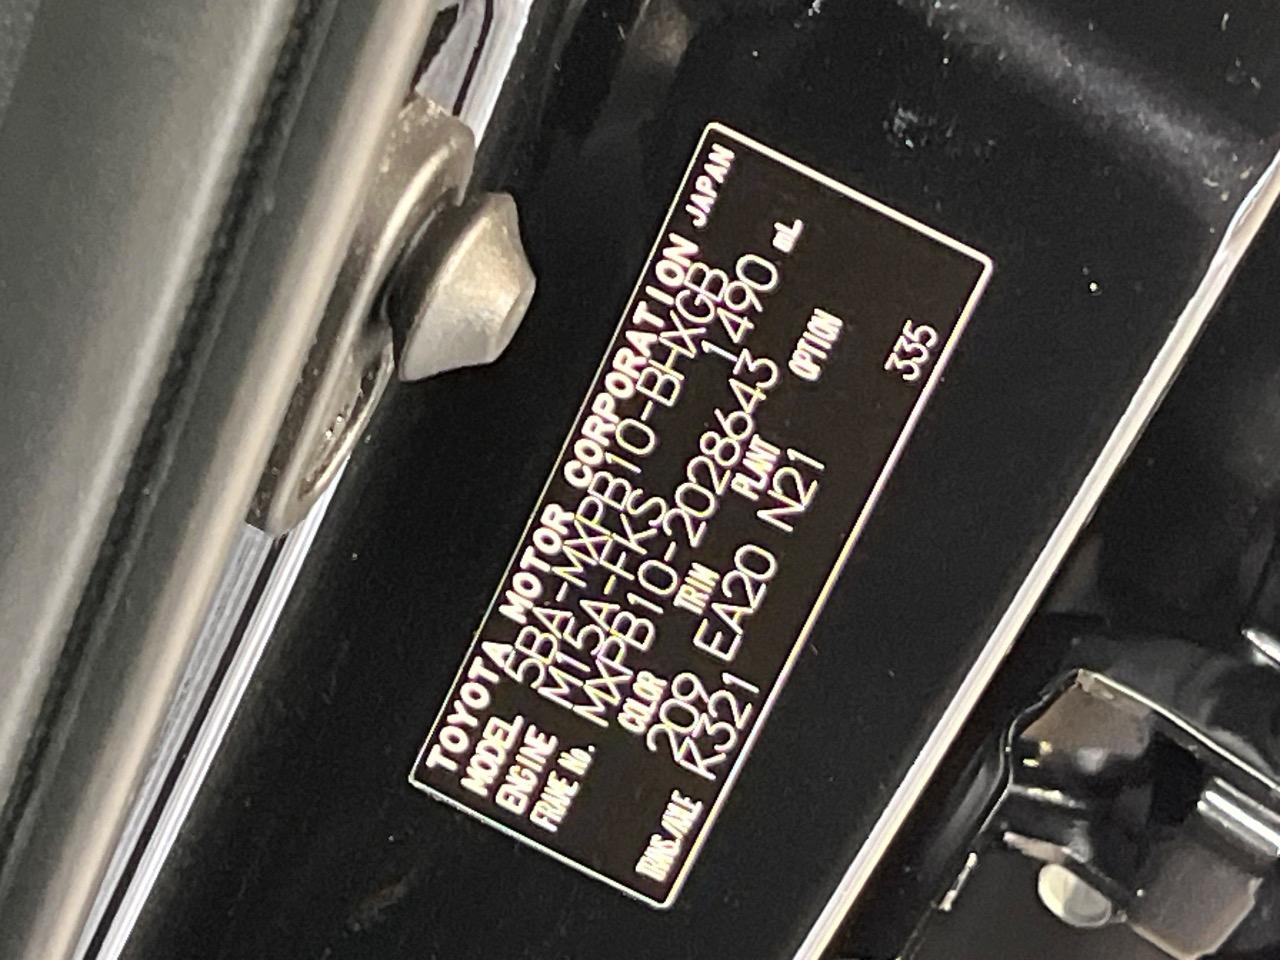 TOYOTA MOTOR CORPORATION JAPAN
MODEL 5BA-MXPB10-BHXGB
ENGINE M15A-FKS 1490 mL
FRAME No. MXPB10-2028643
COLOR TRIM PLANT OPTION
209 EA20 N21
TRANS./AXLE R321 335